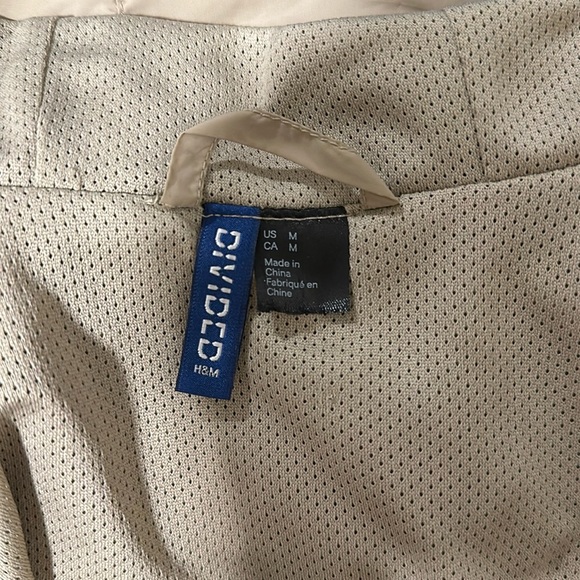 DIVIDED
H&M
US M
CA M
Made in
China
Fabriqué en
Chine